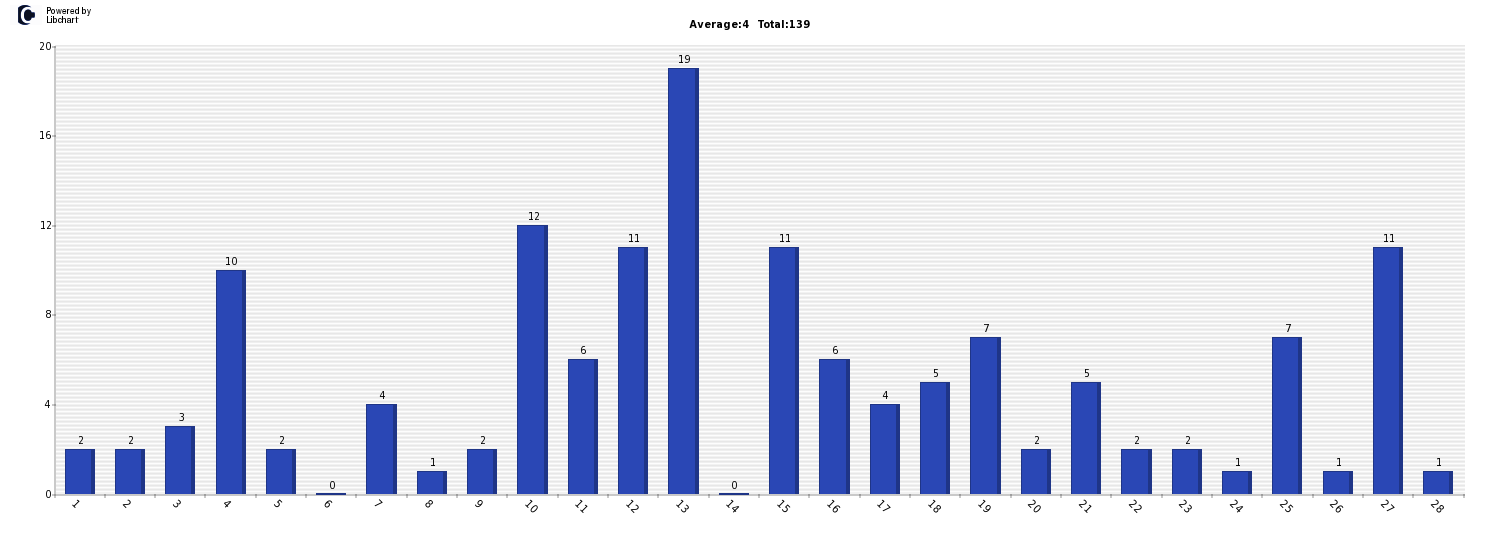 Powered by
Libchart
Average:4 Total:139
20
16
12
8
4
0
2 2 3 10 2 0 4 1 2 12 6 11 19 0 11 6 4 5 7 2 5 2 2 1 7 1 11 1
1 2 3 4 5 6 7 8 9 10 11 12 13 14 15 16 17 18 19 20 21 22 23 24 25 26 27 28